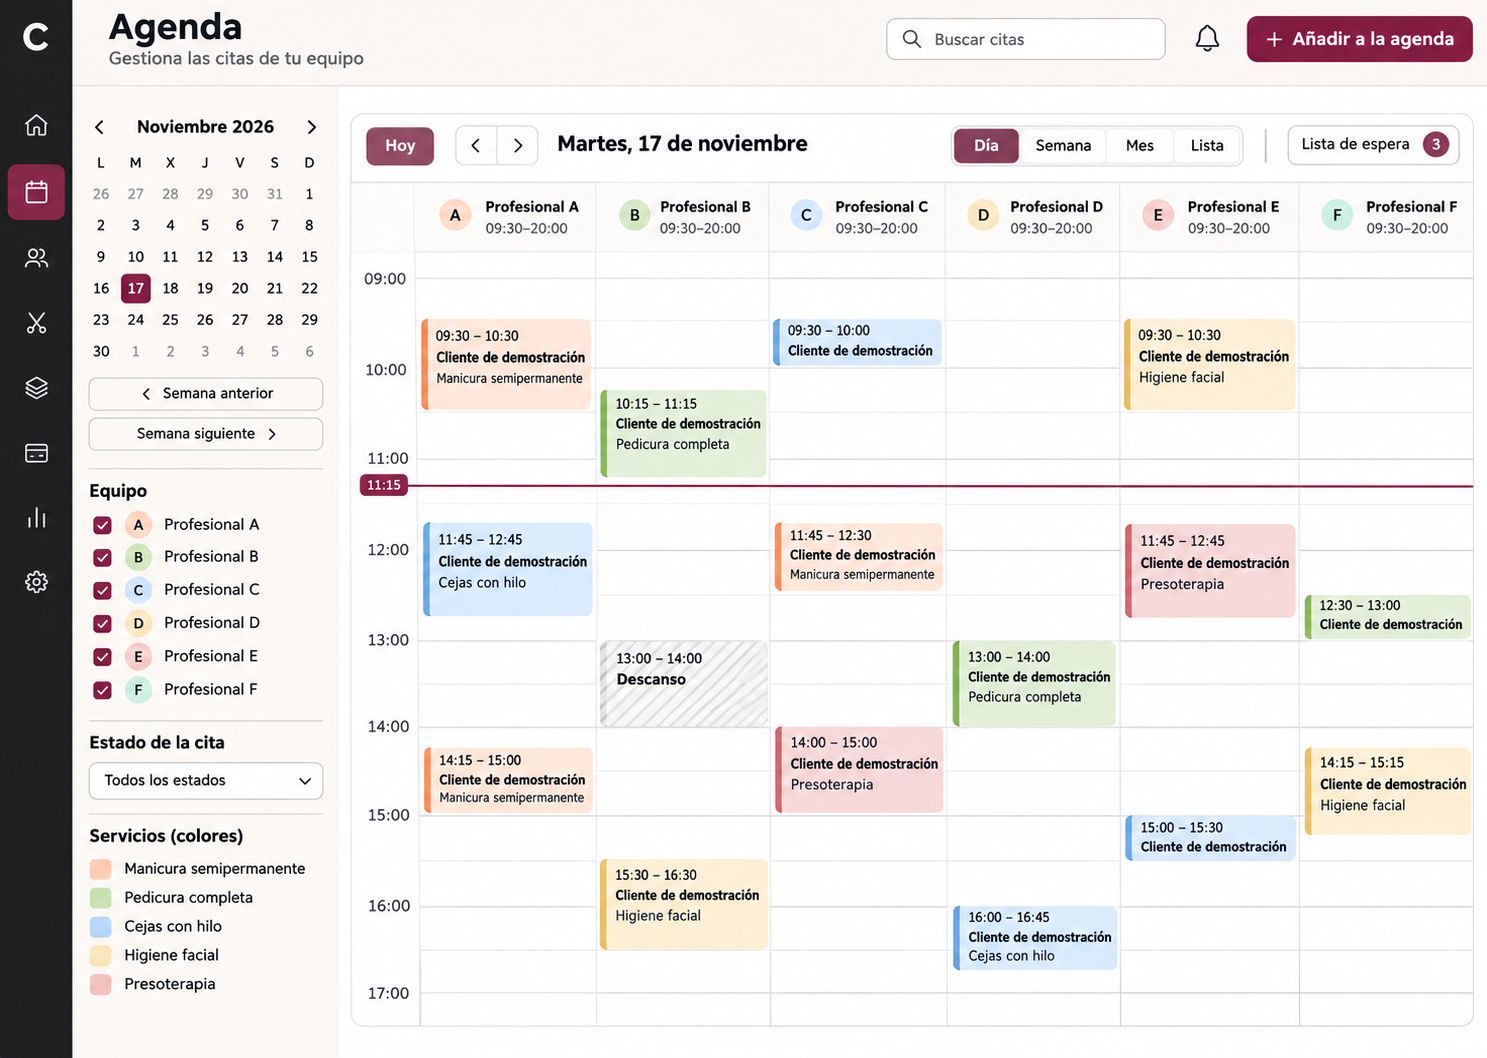 C
Agenda
Gestiona las citas de tu equipo
Buscar citas
+ Añadir a la agenda
Noviembre 2026
L M X J V S D
26 27 28 29 30 31 1
2 3 4 5 6 7 8
9 10 11 12 13 14 15
16 17 18 19 20 21 22
23 24 25 26 27 28 29
30 1 2 3 4 5 6
Semana anterior
Semana siguiente
Equipo
A Profesional A
B Profesional B
C Profesional C
D Profesional D
E Profesional E
F Profesional F
Estado de la cita
Todos los estados
Servicios (colores)
Manicura semipermanente
Pedicura completa
Cejas con hilo
Higiene facial
Presoterapia
Hoy
Martes, 17 de noviembre
Día
Semana
Mes
Lista
Lista de espera 3
A Profesional A
09:30–20:00
B Profesional B
09:30–20:00
C Profesional C
09:30–20:00
D Profesional D
09:30–20:00
E Profesional E
09:30–20:00
F Profesional F
09:30–20:00
09:00
10:00
11:00
11:15
12:00
13:00
14:00
15:00
16:00
17:00
09:30 – 10:30
Cliente de demostración
Manicura semipermanente
11:45 – 12:45
Cliente de demostración
Cejas con hilo
14:15 – 15:00
Cliente de demostración
Manicura semipermanente
10:15 – 11:15
Cliente de demostración
Pedicura completa
13:00 – 14:00
Descanso
15:30 – 16:30
Cliente de demostración
Higiene facial
09:30 – 10:00
Cliente de demostración
11:45 – 12:30
Cliente de demostración
Manicura semipermanente
14:00 – 15:00
Cliente de demostración
Presoterapia
13:00 – 14:00
Cliente de demostración
Pedicura completa
16:00 – 16:45
Cliente de demostración
Cejas con hilo
09:30 – 10:30
Cliente de demostración
Higiene facial
11:45 – 12:45
Cliente de demostración
Presoterapia
15:00 – 15:30
Cliente de demostración
12:30 – 13:00
Cliente de demostración
14:15 – 15:15
Cliente de demostración
Higiene facial